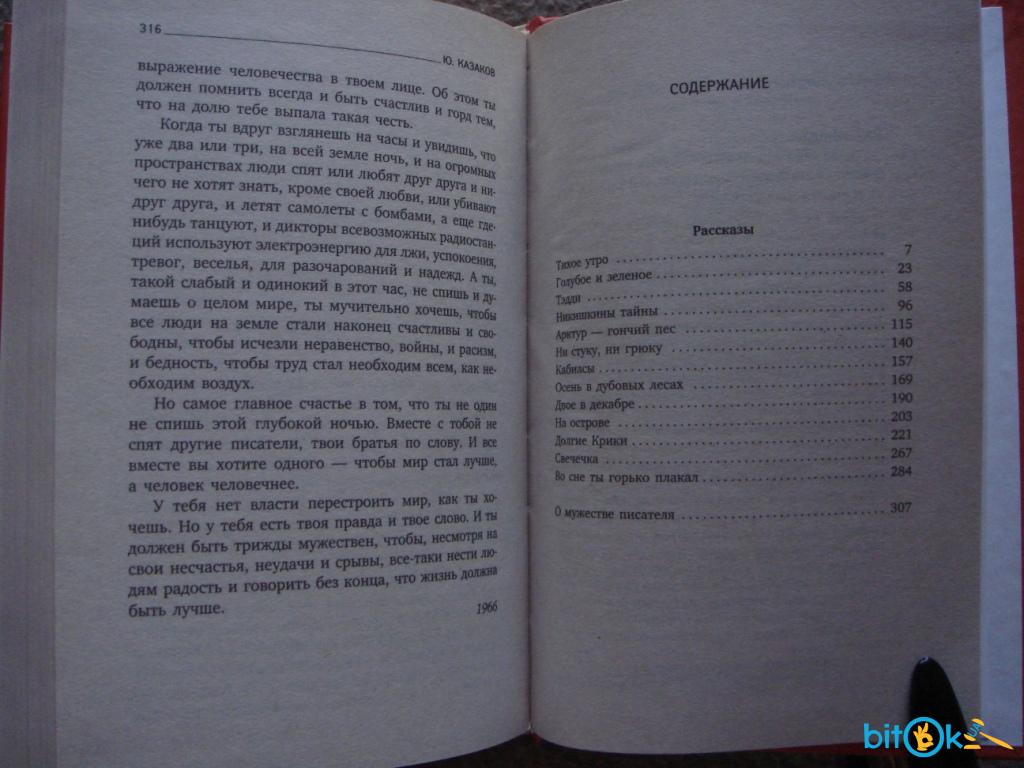 316
Ю. КАЗАКОВ
выражение человечества в твоем лице. Об этом ты
должен помнить всегда и быть счастлив и горд тем,
что на долю тебе выпала такая честь.
Когда ты вдруг взглянешь на часы и увидишь, что
уже два или три, на всей земле ночь, и на огромных
пространствах люди спят или любят друг друга и ни-
чего не хотят знать, кроме своей любви, или убивают
друг друга, и летят самолеты с бомбами, а еще где-
нибудь танцуют, и дикторы всевозможных радиостан-
ций используют электроэнергию для лжи, успокоения,
тревог, веселья, для разочарований и надежд. А ты,
такой слабый и одинокий в этот час, не спишь и ду-
маешь о целом мире, ты мучительно хочешь, чтобы
все люди на земле стали наконец счастливы и сво-
бодны, чтобы исчезли неравенство, войны, и расизм,
и бедность, чтобы труд стал необходим всем, как не-
обходим воздух.
Но самое главное счастье в том, что ты не один
не спишь этой глубокой ночью. Вместе с тобой не
спят другие писатели, твои братья по слову. И все
вместе вы хотите одного — чтобы мир стал лучше,
а человек человечнее.
У тебя нет власти перестроить мир, как ты хо-
чешь. Но у тебя есть твоя правда и твое слово. И ты
должен быть трижды мужествен, чтобы, несмотря на
свои несчастья, неудачи и срывы, все-таки нести лю-
дям радость и говорить без конца, что жизнь должна
быть лучше.
1966
СОДЕРЖАНИЕ
Рассказы
Тихое утро 7
Голубое и зеленое 23
Тэдди 58
Никишкины тайны 96
Арктур — гончий пес 115
Ни стуку, ни грюку 140
Кабиасы 157
Осень в дубовых лесах 169
Двое в декабре 190
На острове 203
Долгие Крики 221
Свечечка 267
Во сне ты горько плакал 284
О мужестве писателя 307
bitOk
UA